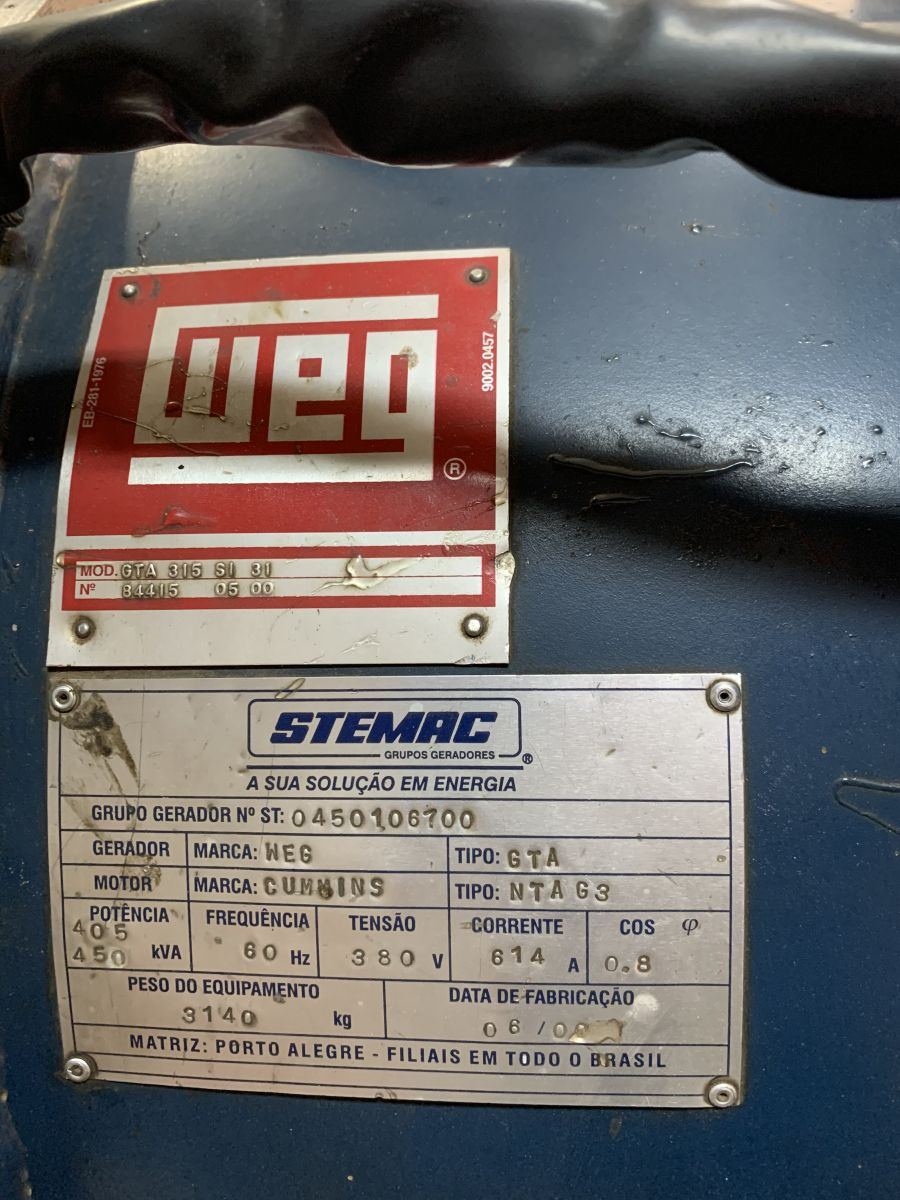 EB-281-1976
9002.0457
WEG
®
MOD. GTA 315 SI 31
Nº 84415 05 00
STEMAC
GRUPOS GERADORES
®
A SUA SOLUÇÃO EM ENERGIA
GRUPO GERADOR Nº ST: 0450106700
GERADOR MARCA: WEG TIPO: GTA
MOTOR MARCA: CUMMINS TIPO: NTA G3
POTÊNCIA FREQUÊNCIA TENSÃO CORRENTE COS φ
405
450 kVA 60 Hz 380 V 614 A 0.8
PESO DO EQUIPAMENTO DATA DE FABRICAÇÃO
3140 kg 06/
MATRIZ: PORTO ALEGRE - FILIAIS EM TODO O BRASIL